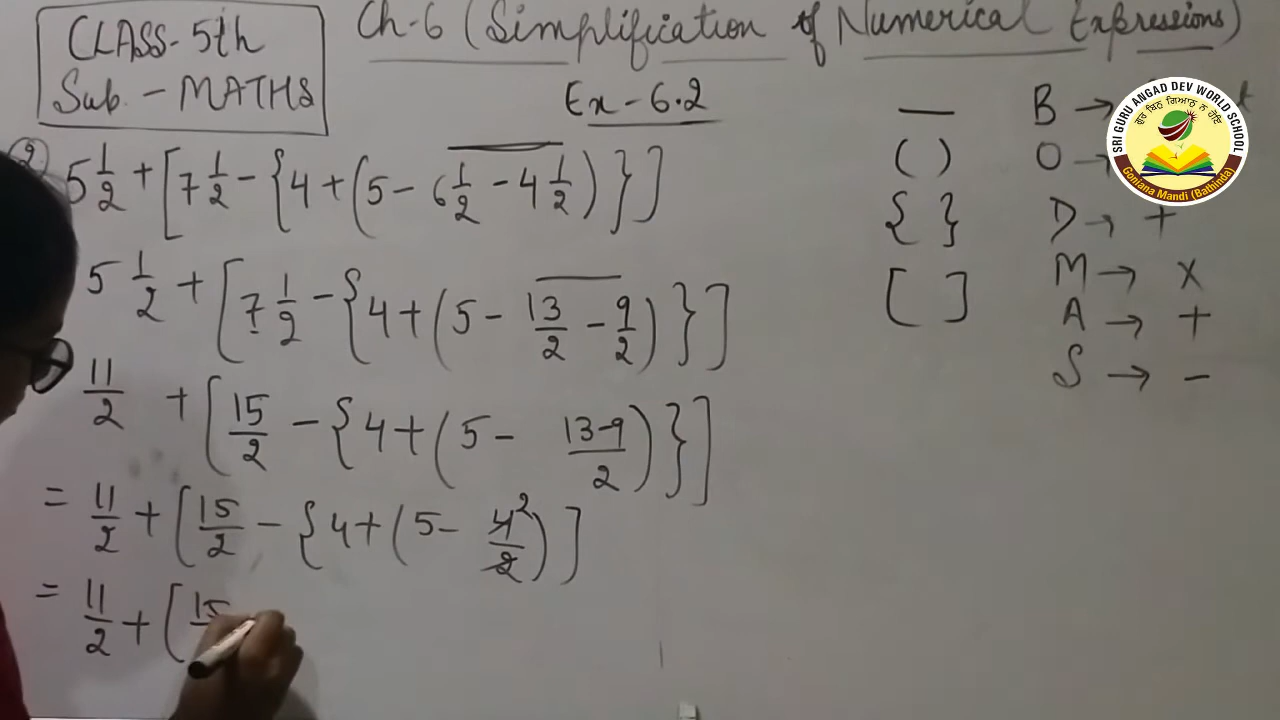 CLASS-5th
Sub. - MATHS
Ch-6 (Simplification of Numerical Expressions)
Ex-6.2
5 1/2 + [7 1/2 - {4 + (5 - 6 1/2 - 4 1/2)}]
5 1/2 + [7 1/2 - {4 + (5 - 13/2 - 9/2)}]
11/2 + [15/2 - {4 + (5 - 13-9/2)}]
= 11/2 + [15/2 - {4 + (5 - 4/2 2)]
= 11/2 + [15
—
( )
{ }
[ ]
B →
O →
D → +
M → ×
A → +
S → -
SRI GURU ANGAD DEV WORLD SCHOOL
Goniana Mandi (Bathinda)